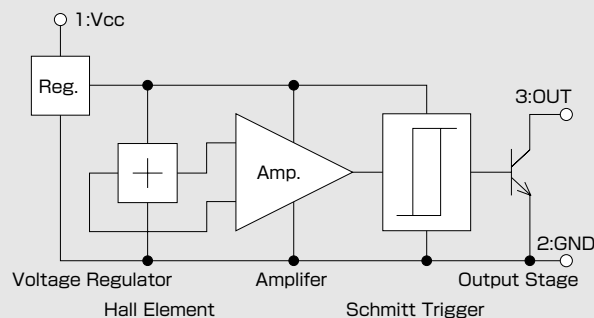 1:Vcc
Reg.
3:OUT
Amp.
2:GND
Voltage Regulator Amplifer Output Stage
Hall Element Schmitt Trigger